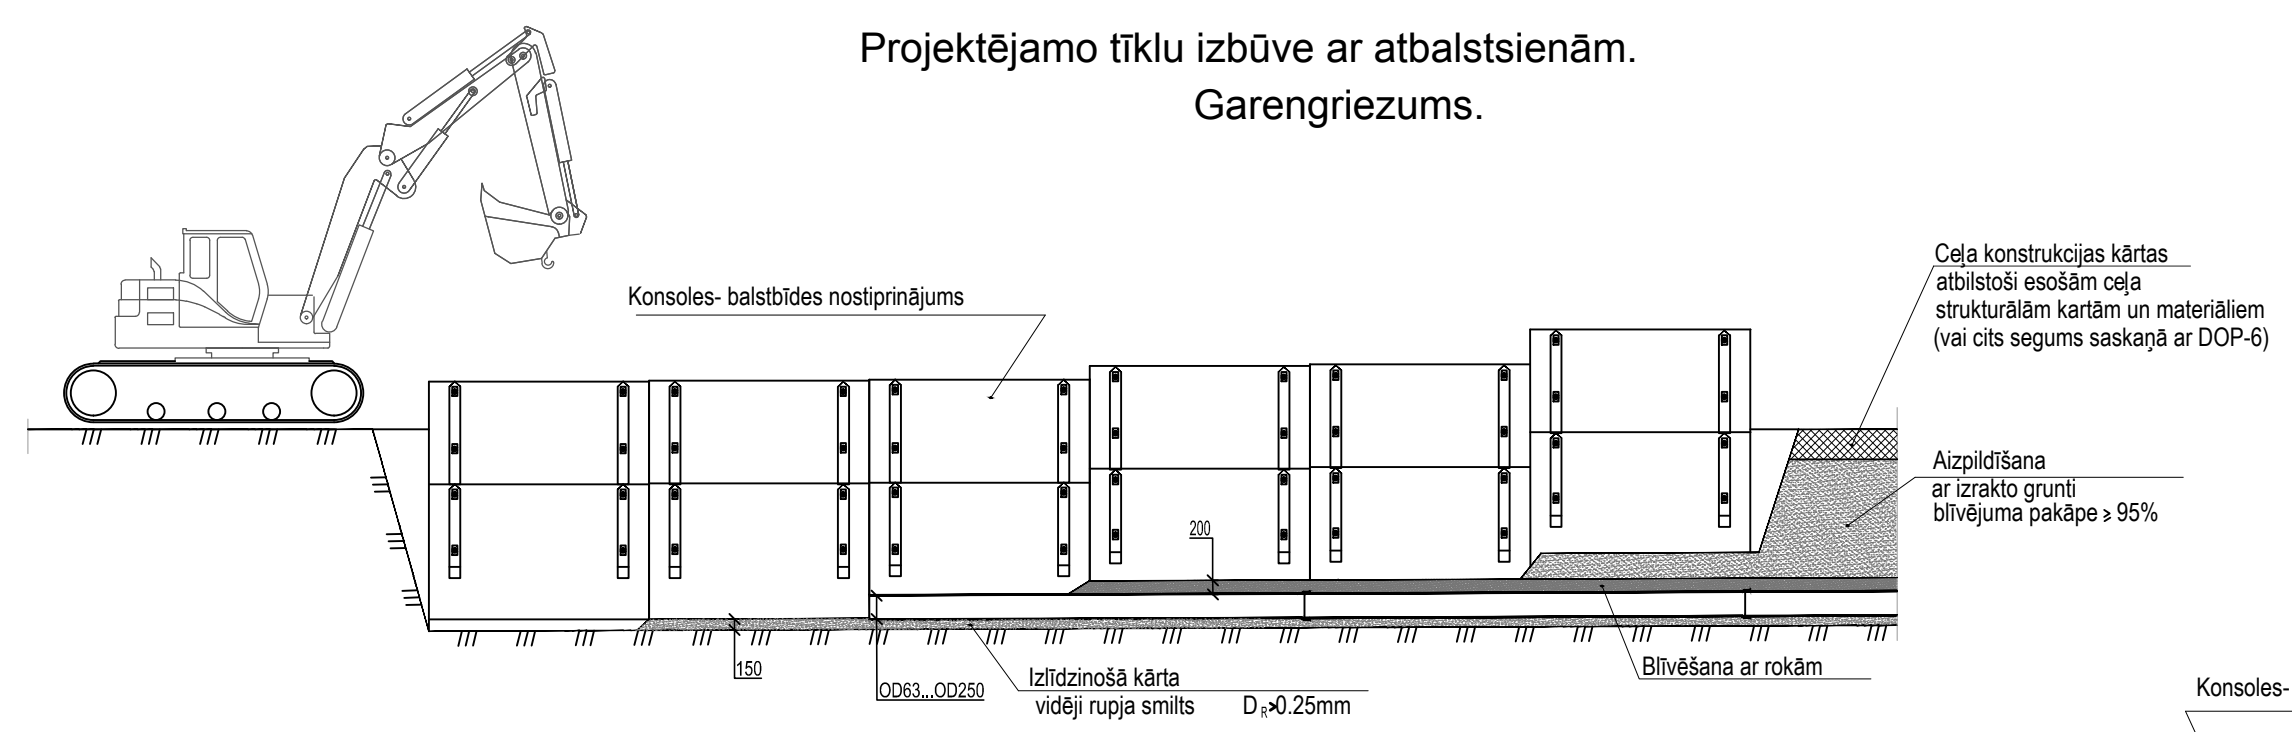 Projektējamo tīklu izbūve ar atbalstsienām.
Garengriezums.
Konsoles- balstbīdes nostiprinājums
Ceļa konstrukcijas kārtas
atbilstoši esošām ceļa
strukturālām kartām un materiāliem
(vai cits segums saskaņā ar DOP-6)
Aizpildīšana
ar izrakto grunti
blīvējuma pakāpe ≥ 95%
200
150
OD63...OD250
Izlīdzinošā kārta
vidēji rupja smilts D R >0.25mm
Blīvēšana ar rokām
Konsoles-